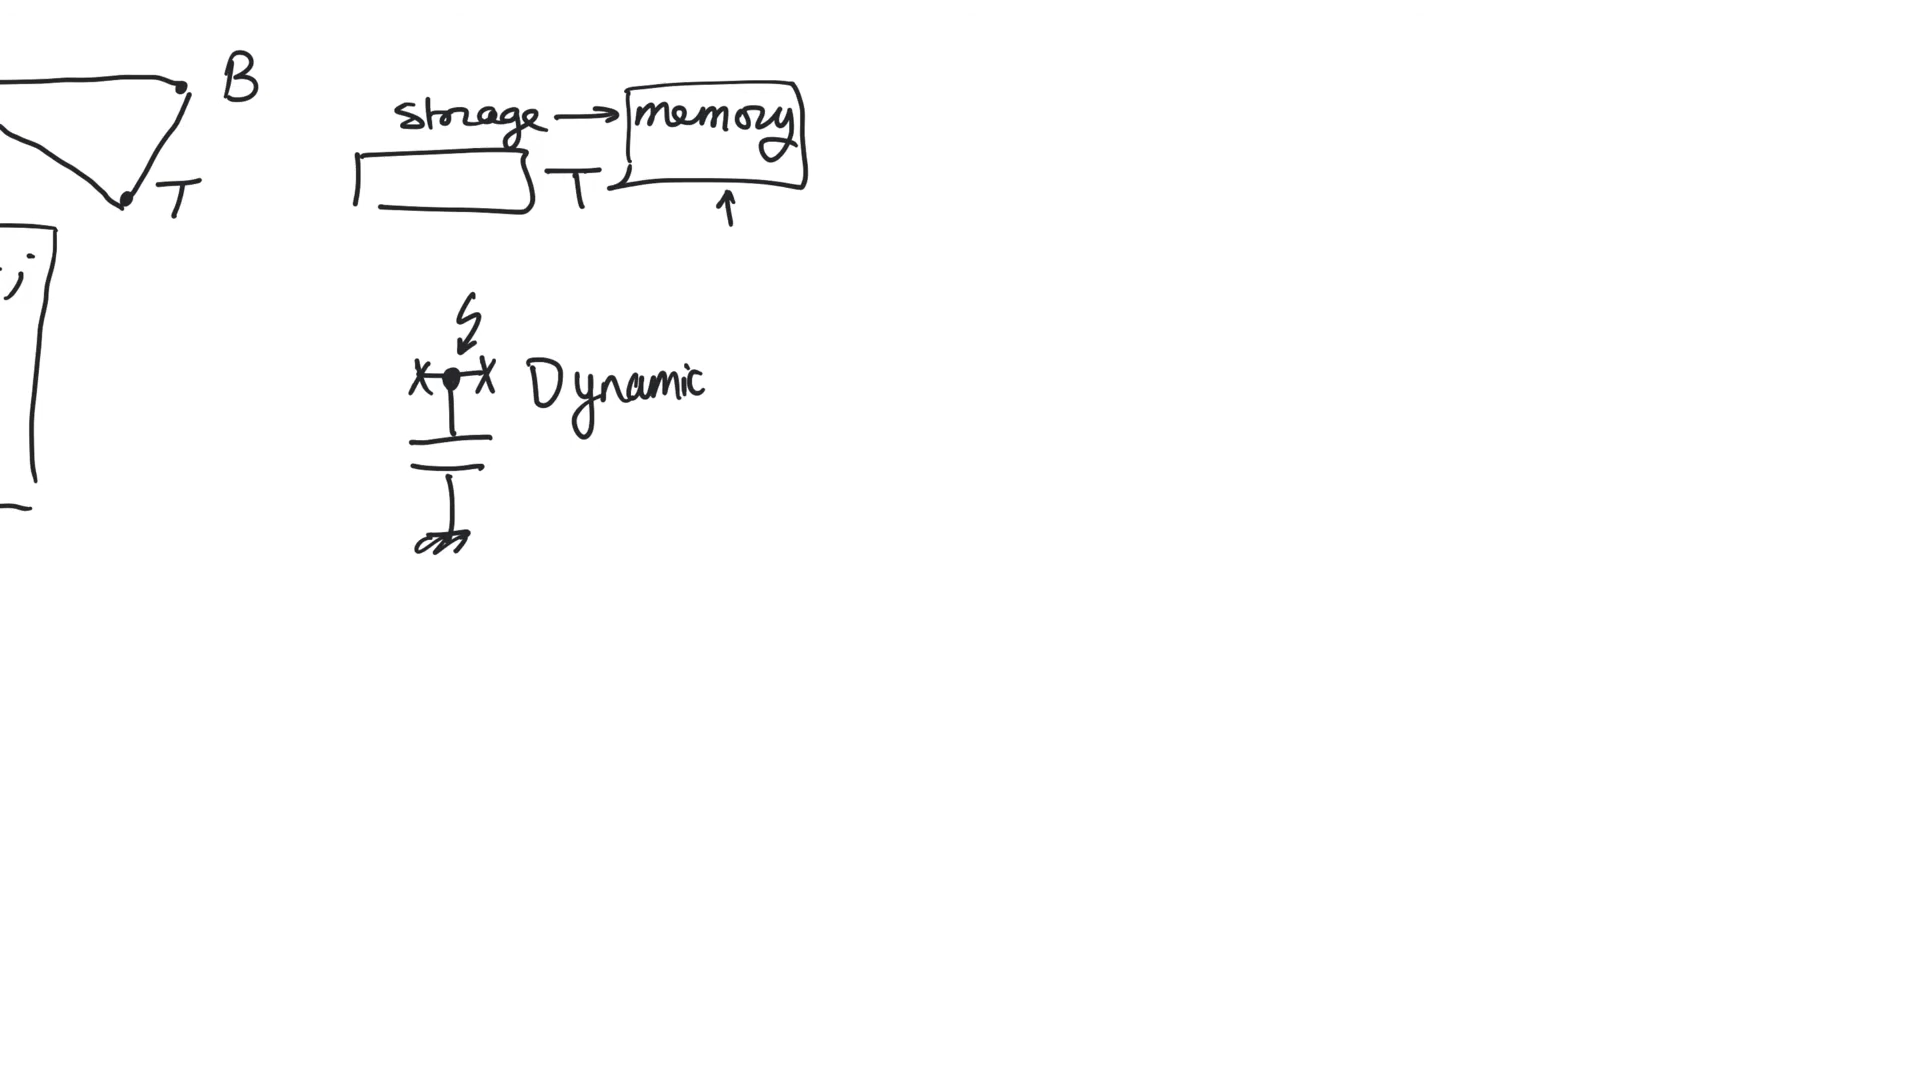 B
storage → memory
T
T
Dynamic